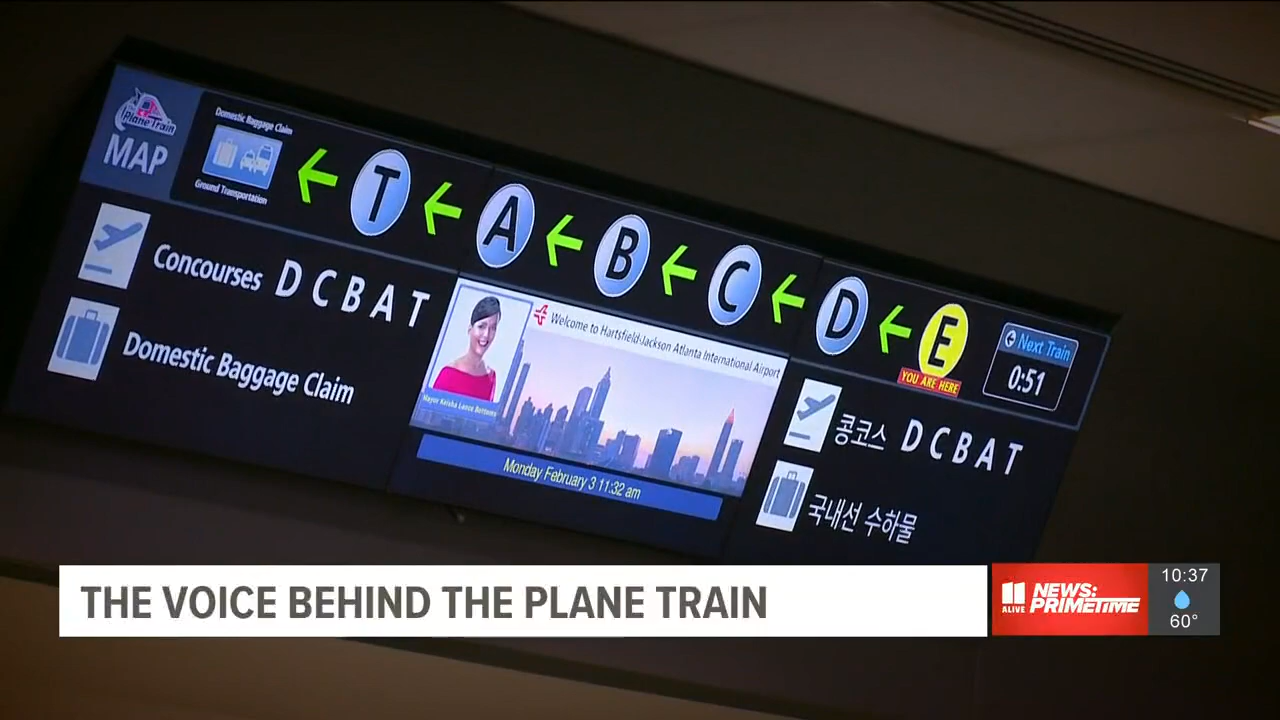 The Plane Train
MAP
Domestic Baggage Claim
Ground Transportation
T
A
B
C
D
E
YOU ARE HERE
Next Train
0:51
Concourses D C B A T
Domestic Baggage Claim
Welcome to Hartsfield-Jackson Atlanta International Airport
Mayor Keisha Lance Bottoms
Monday February 3 11:32 am
콩코스 D C B A T
국내선 수하물
THE VOICE BEHIND THE PLANE TRAIN
11 ALIVE
NEWS:
PRIMETIME
10:37
60°